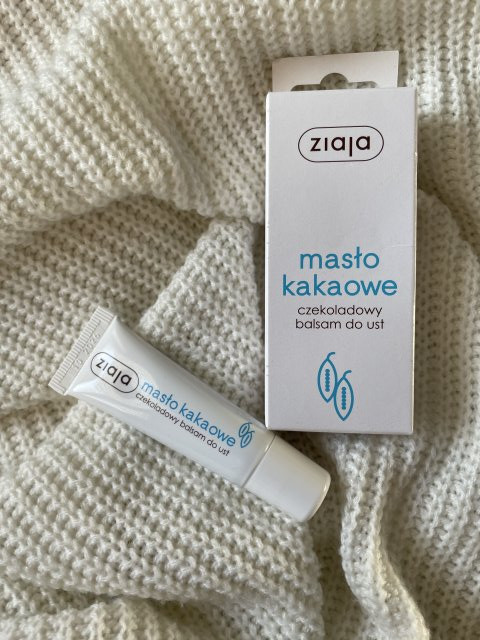 ziaja
masło
kakaowe
czekoladowy
balsam do ust
ziaja
masło kakaowe
czekoladowy balsam do ust